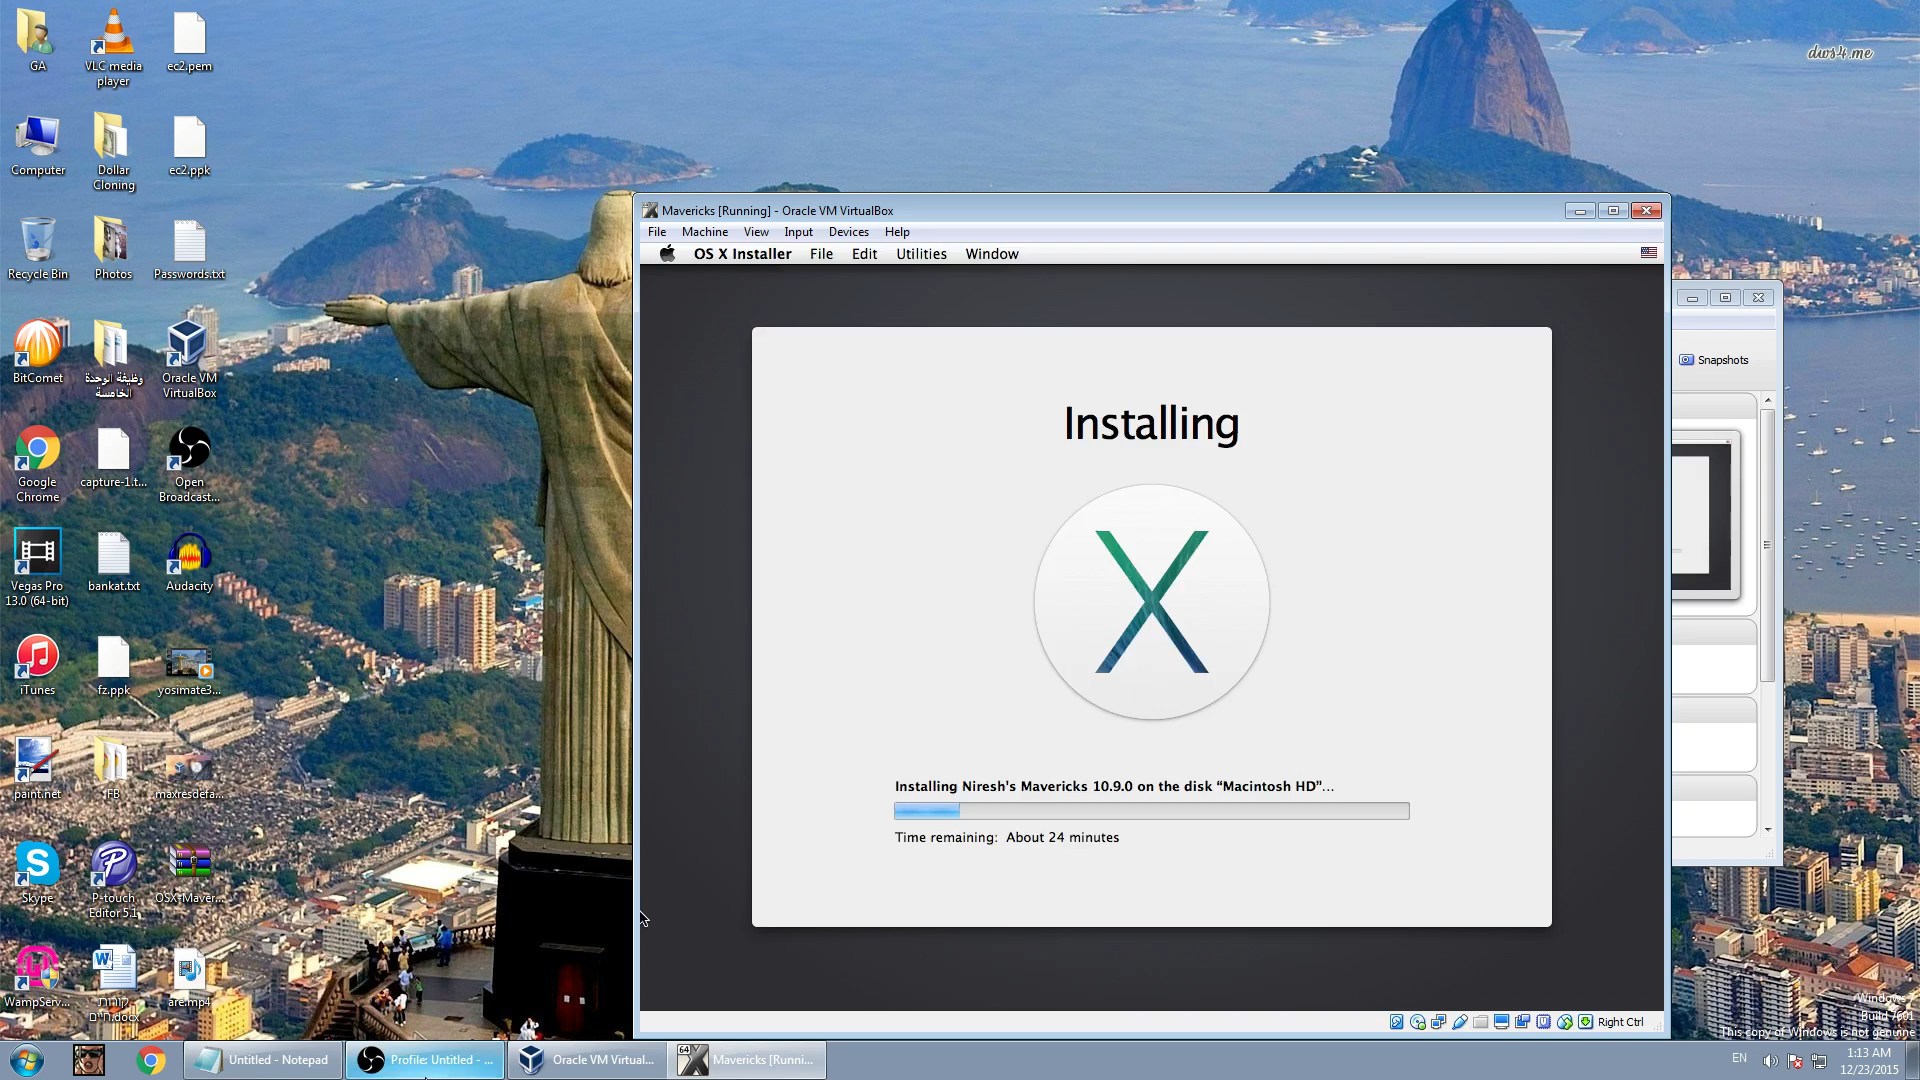 GA
VLC media
player
ec2.pem
Computer
Dollar
Cloning
ec2.ppk
Recycle Bin
Photos
Passwords.txt
BitComet
وظيفة الوحدة
الخامسة
Oracle VM
VirtualBox
Google
Chrome
capture-1.t...
Open
Broadcast...
Vegas Pro
13.0 (64-bit)
bankat.txt
Audacity
iTunes
fz.ppk
yosimate3...
paint.net
FB
maxresdefa...
Skype
P-touch
Editor 5.1
OSX-Maver...
WampServ...
קורות
חיים.docx
are.mp4
dws4.me
Mavericks [Running] - Oracle VM VirtualBox
File Machine View Input Devices Help
OS X Installer File Edit Utilities Window
Snapshots
Installing
Installing Niresh's Mavericks 10.9.0 on the disk “Macintosh HD”...
Time remaining: About 24 minutes
Right Ctrl
Windows 7
Build 7601
This copy of Windows is not genuine
Untitled - Notepad
Profile: Untitled - ...
Oracle VM Virtual...
64
Mavericks [Runni...
EN
1:13 AM
12/23/2015